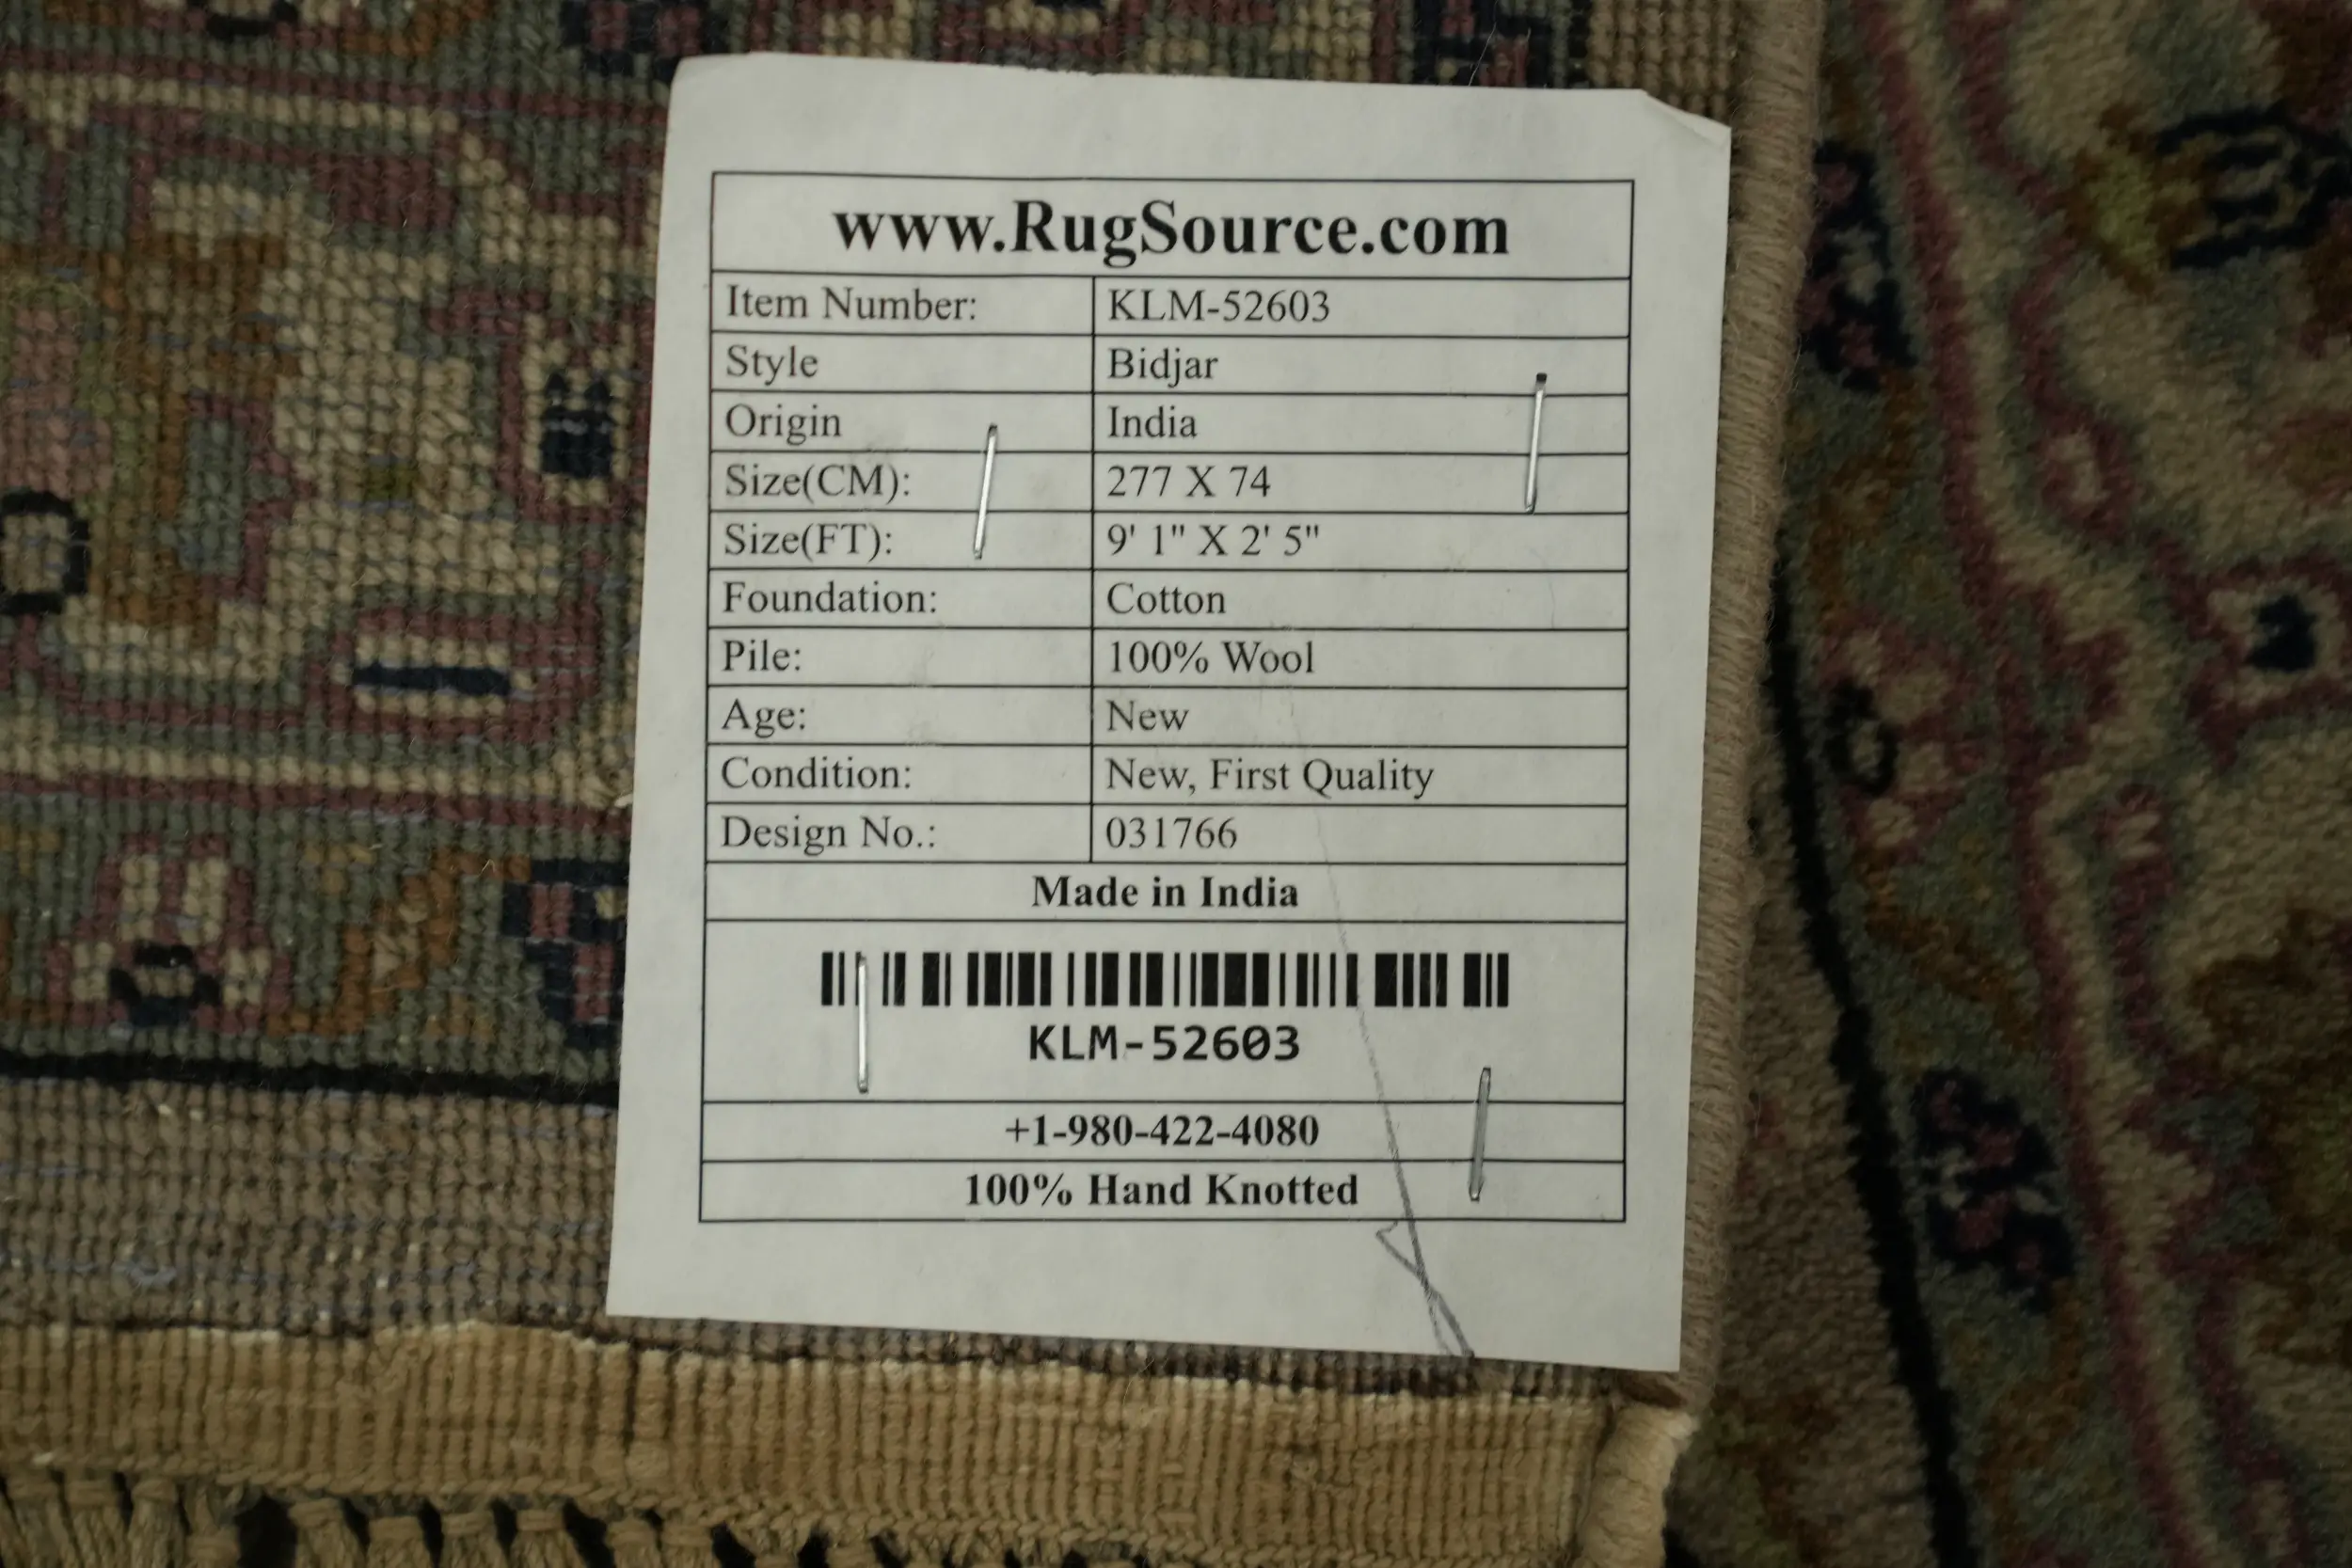 www.RugSource.com
Item Number: KLM-52603
Style Bidjar
Origin India
Size(CM): 277 X 74
Size(FT): 9' 1" X 2' 5"
Foundation: Cotton
Pile: 100% Wool
Age: New
Condition: New, First Quality
Design No.: 031766
Made in India
KLM-52603
+1-980-422-4080
100% Hand Knotted